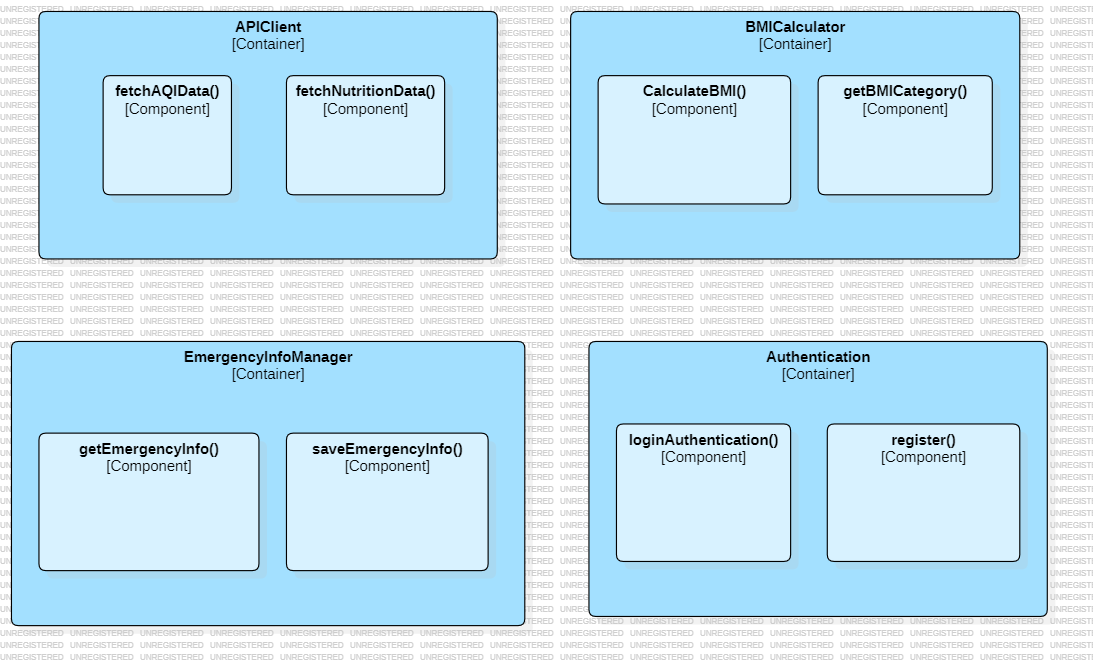 APIClient
[Container]
fetchAQIData()
[Component]
fetchNutritionData()
[Component]
BMICalculator
[Container]
CalculateBMI()
[Component]
getBMICategory()
[Component]
EmergencyInfoManager
[Container]
getEmergencyInfo()
[Component]
saveEmergencyInfo()
[Component]
Authentication
[Container]
loginAuthentication()
[Component]
register()
[Component]
UNREGISTERED